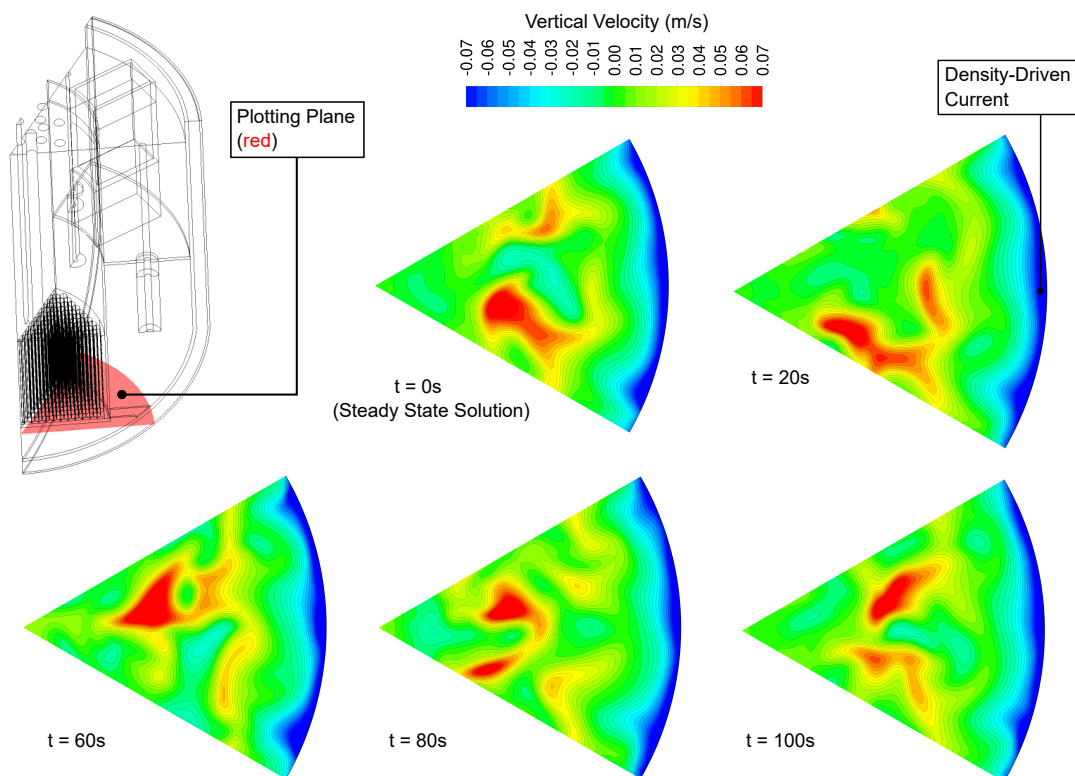 Vertical Velocity (m/s)
-0.07
-0.06
-0.05
-0.04
-0.03
-0.02
-0.01
0.00
0.01
0.02
0.03
0.04
0.05
0.06
0.07
Density-Driven
Current
Plotting Plane
(red)
t = 0s
(Steady State Solution)
t = 20s
t = 60s
t = 80s
t = 100s